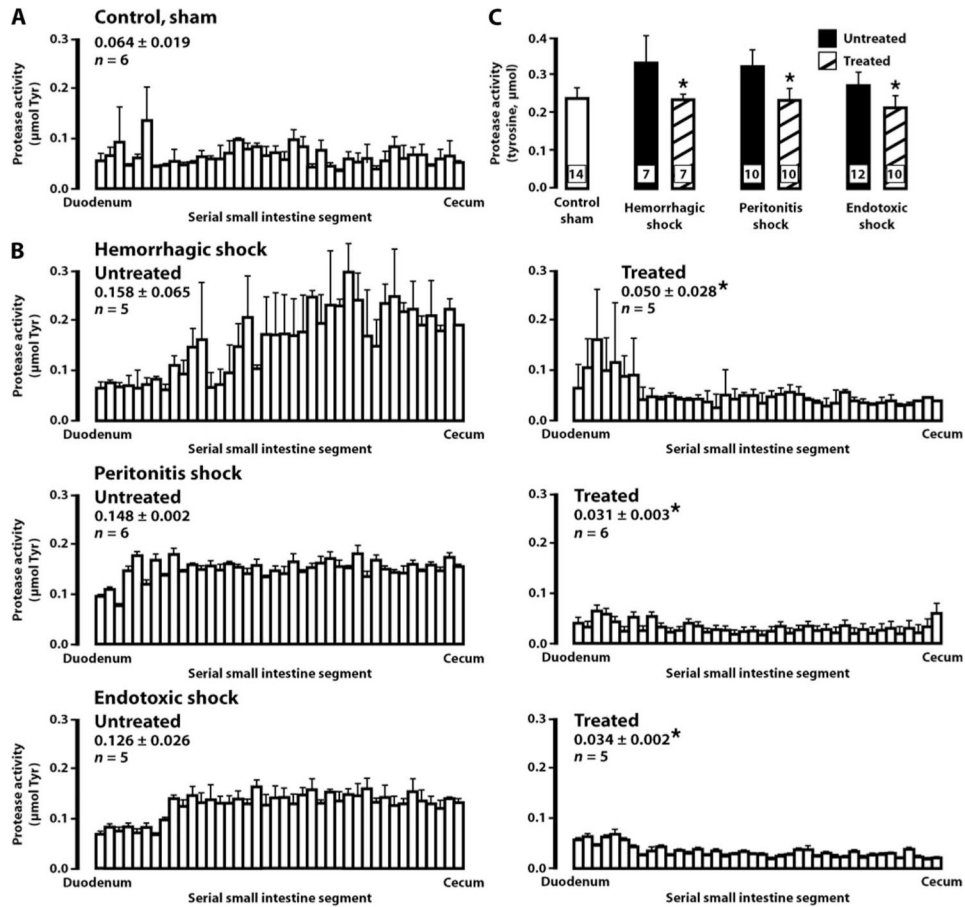 A
Control, sham
0.064 ± 0.019
n = 6
Protease activity
(μmol Tyr)
0.3
0.2
0.1
0.0
Duodenum
Cecum
Serial small intestine segment
C
Protease activity
(tyrosine, μmol)
0.4
0.3
0.2
0.1
0.0
Untreated
Treated
*
*
*
14
7
7
10
10
12
10
Control
sham
Hemorrhagic
shock
Peritonitis
shock
Endotoxic
shock
B
Hemorrhagic shock
Untreated
0.158 ± 0.065
n = 5
Protease activity
(μmol Tyr)
0.3
0.2
0.1
0.0
Duodenum
Cecum
Serial small intestine segment
Treated
0.050 ± 0.028*
n = 5
0.3
0.2
0.1
0.0
Duodenum
Cecum
Serial small intestine segment
Peritonitis shock
Untreated
0.148 ± 0.002
n = 6
Protease activity
(μmol Tyr)
0.3
0.2
0.1
0.0
Duodenum
Cecum
Serial small intestine segment
Treated
0.031 ± 0.003*
n = 6
0.3
0.2
0.1
0.0
Duodenum
Cecum
Serial small intestine segment
Endotoxic shock
Untreated
0.126 ± 0.026
n = 5
Protease activity
(μmol Tyr)
0.3
0.2
0.1
0.0
Duodenum
Cecum
Serial small intestine segment
Treated
0.034 ± 0.002*
n = 5
0.3
0.2
0.1
0.0
Duodenum
Cecum
Serial small intestine segment